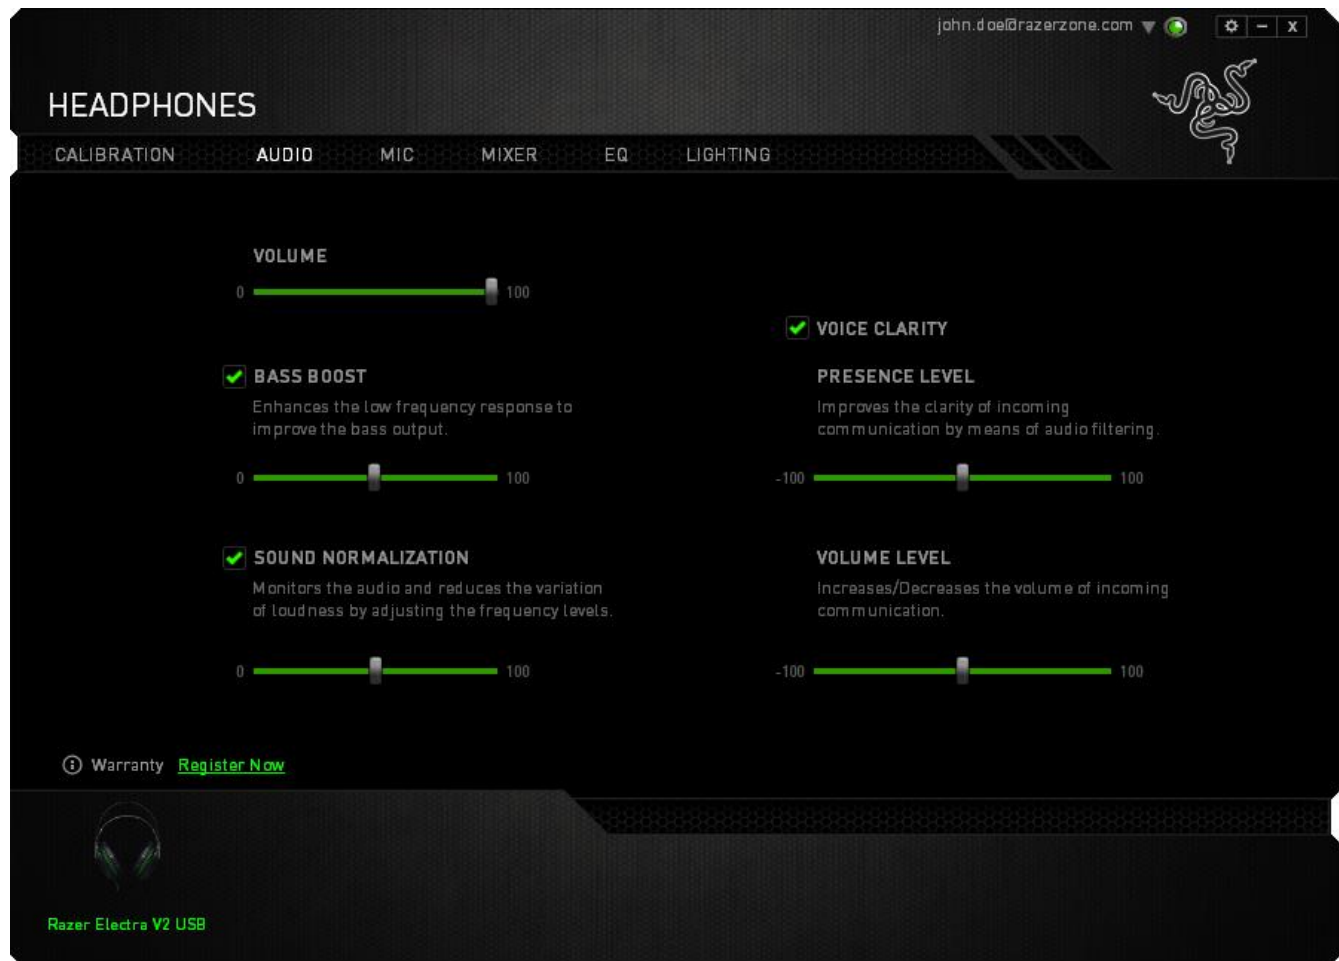 john.doe@razerzone.com
HEADPHONES
CALIBRATION AUDIO MIC MIXER EQ LIGHTING
VOLUME
0 100
VOICE CLARITY
BASS BOOST
Enhances the low frequency response to
improve the bass output.
0 100
PRESENCE LEVEL
Improves the clarity of incoming
communication by means of audio filtering.
-100 100
SOUND NORMALIZATION
Monitors the audio and reduces the variation
of loudness by adjusting the frequency levels.
0 100
VOLUME LEVEL
Increases/Decreases the volume of incoming
communication.
-100 100
Warranty Register Now
Razer Electra V2 USB